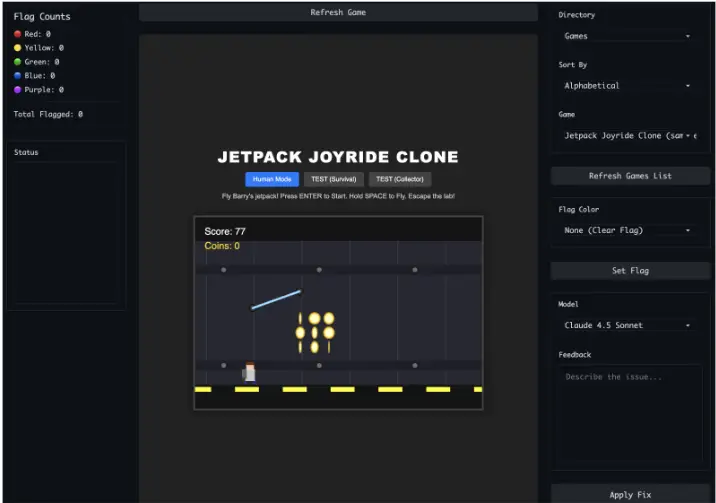 Flag Counts
Red: 0
Yellow: 0
Green: 0
Blue: 0
Purple: 0
Total Flagged: 0
Status
Refresh Game
JETPACK JOYRIDE CLONE
Human Mode
TEST (Survival)
TEST (Collector)
Fly Barry's jetpack! Press ENTER to Start. Hold SPACE to Fly. Escape the lab!
Score: 77
Coins: 0
Directory
Games
Sort By
Alphabetical
Game
Jetpack Joyride Clone (sam
Refresh Games List
Flag Color
None (Clear Flag)
Set Flag
Model
Claude 4.5 Sonnet
Feedback
Describe the issue...
Apply Fix